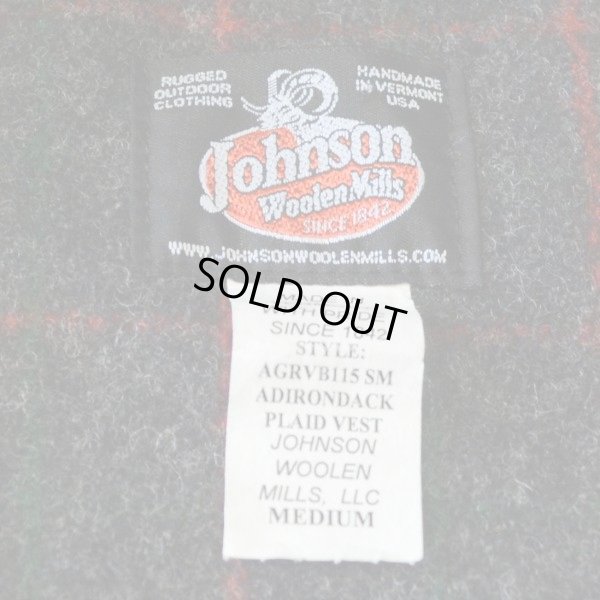 RUGGED
OUTDOOR
CLOTHING
HANDMADE
IN VERMONT
USA
Johnson
Woolen Mills
SINCE 1842
WWW.JOHNSONWOOLENMILLS.COM
SOLD OUT
SINCE 1842
STYLE:
AGRVB115 SM
ADIRONDACK
PLAID VEST
JOHNSON
WOOLEN
MILLS, LLC
MEDIUM